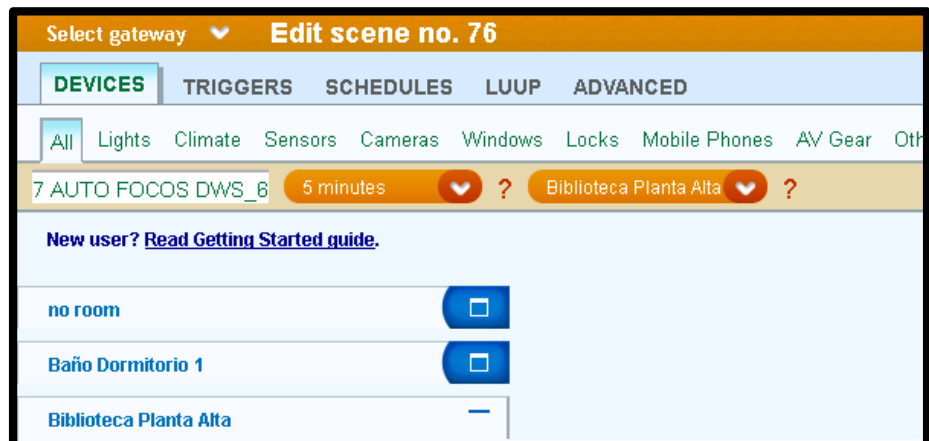 Select gateway Edit scene no. 76
DEVICES TRIGGERS SCHEDULES LUUP ADVANCED
All Lights Climate Sensors Cameras Windows Locks Mobile Phones AV Gear Oth
7 AUTO FOCOS DWS_6 5 minutes ? Biblioteca Planta Alta ?
New user? Read Getting Started guide.
no room
Baño Dormitorio 1
Biblioteca Planta Alta